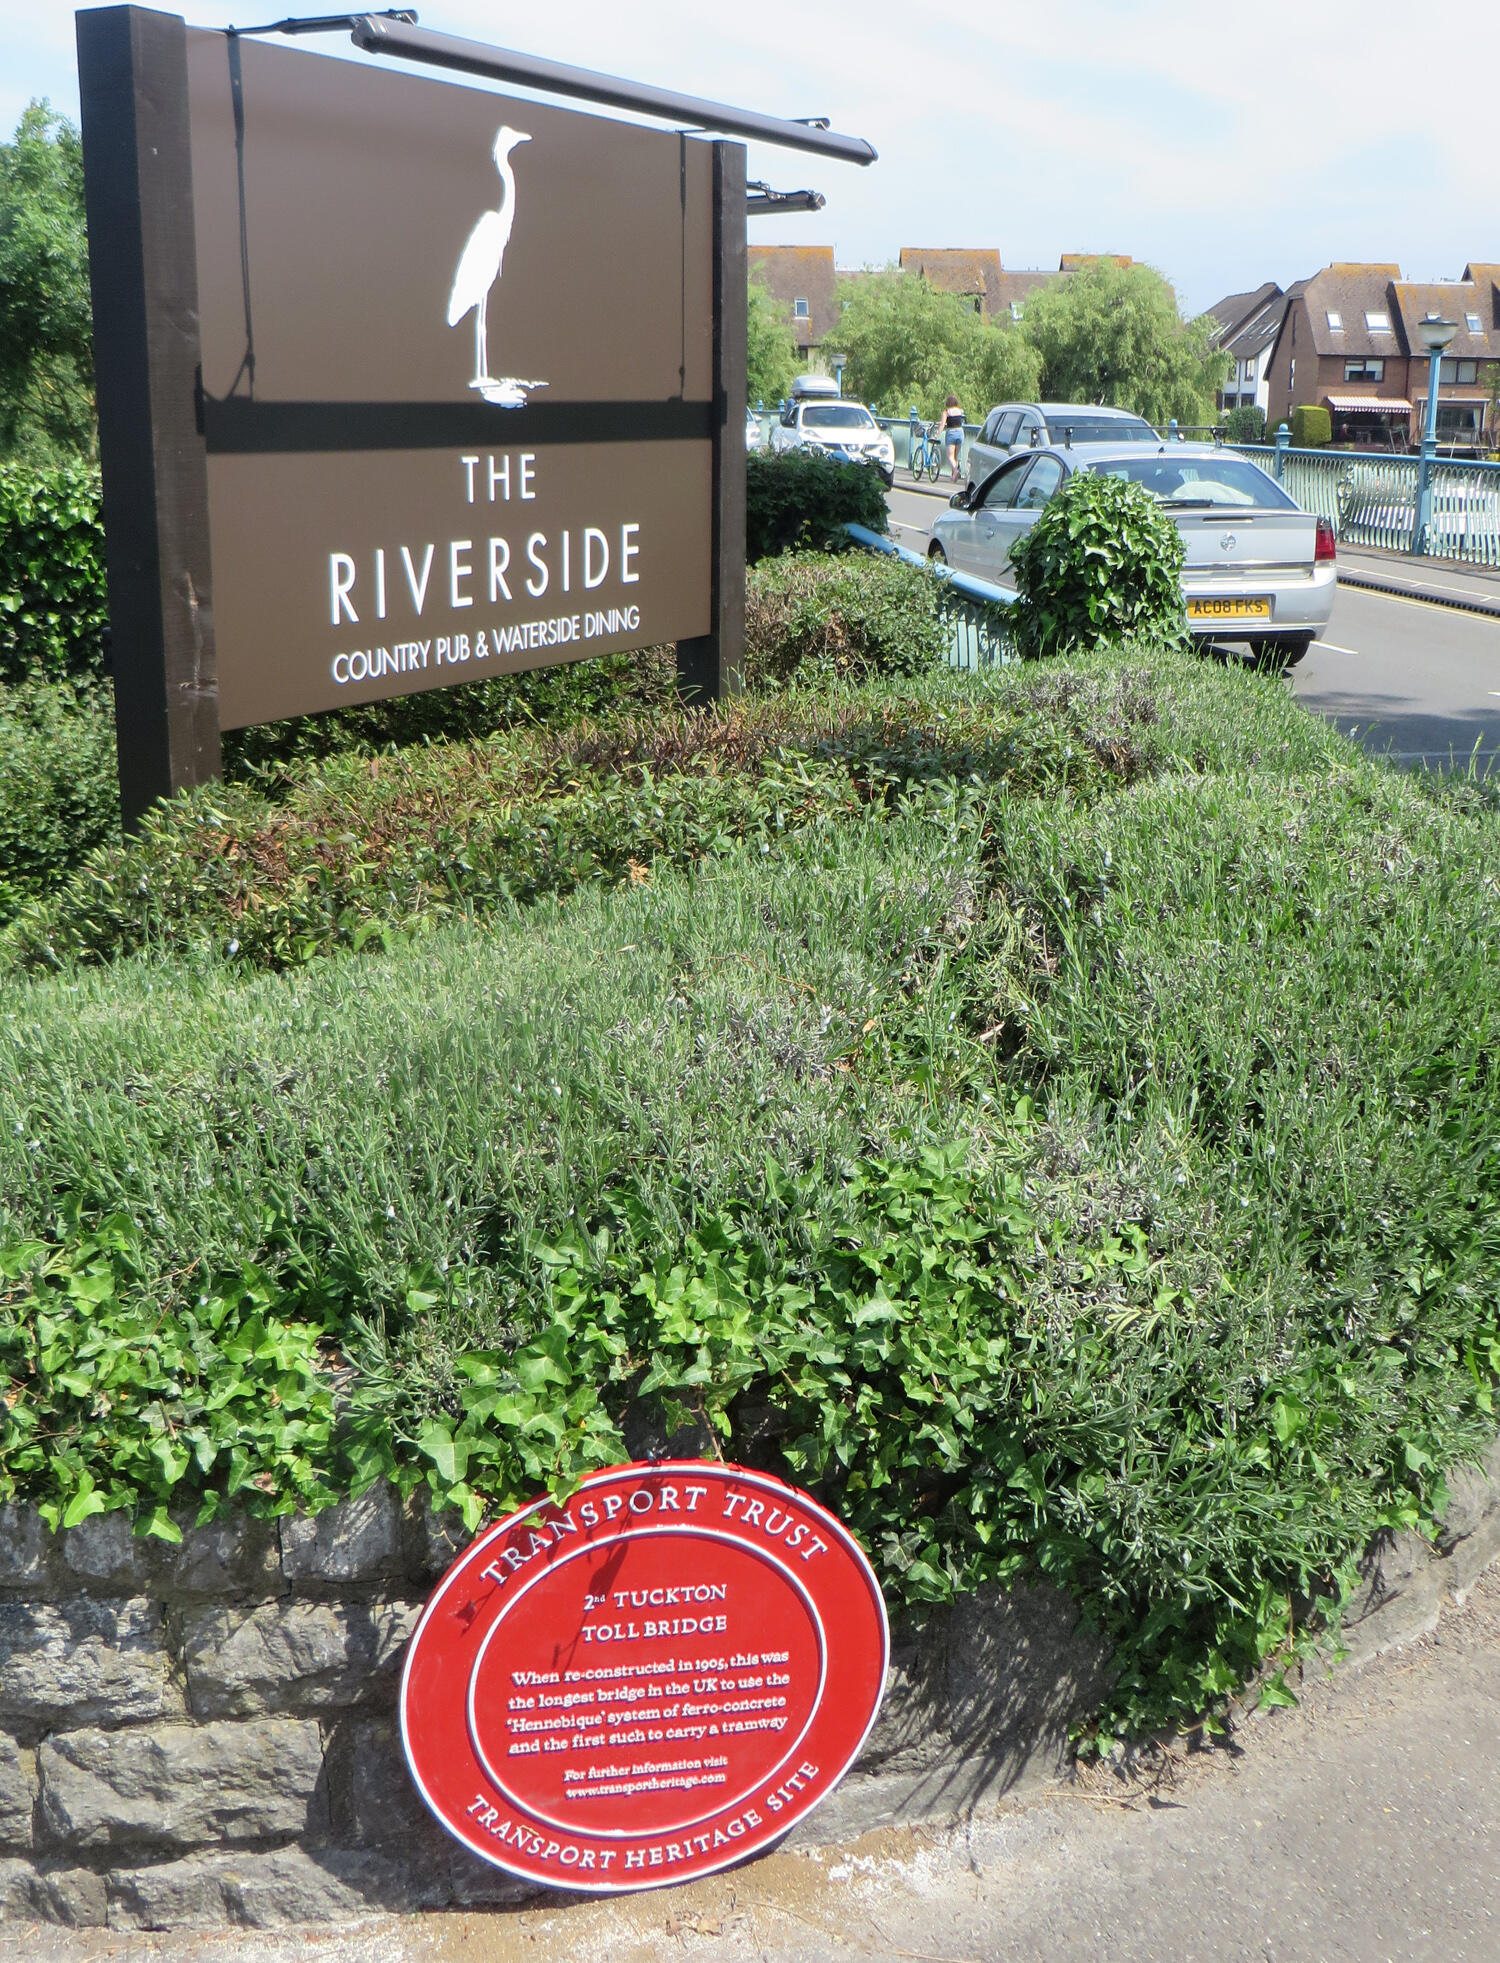 THE
RIVERSIDE
COUNTRY PUB & WATERSIDE DINING
AC08 FKS
TRANSPORT TRUST
2nd TUCKTON
TOLL BRIDGE
When re-constructed in 1905, this was
the longest bridge in the UK to use the
'Hennebique' system of ferro-concrete
and the first such to carry a tramway
For further information visit
www.transportheritage.com
TRANSPORT HERITAGE SITE